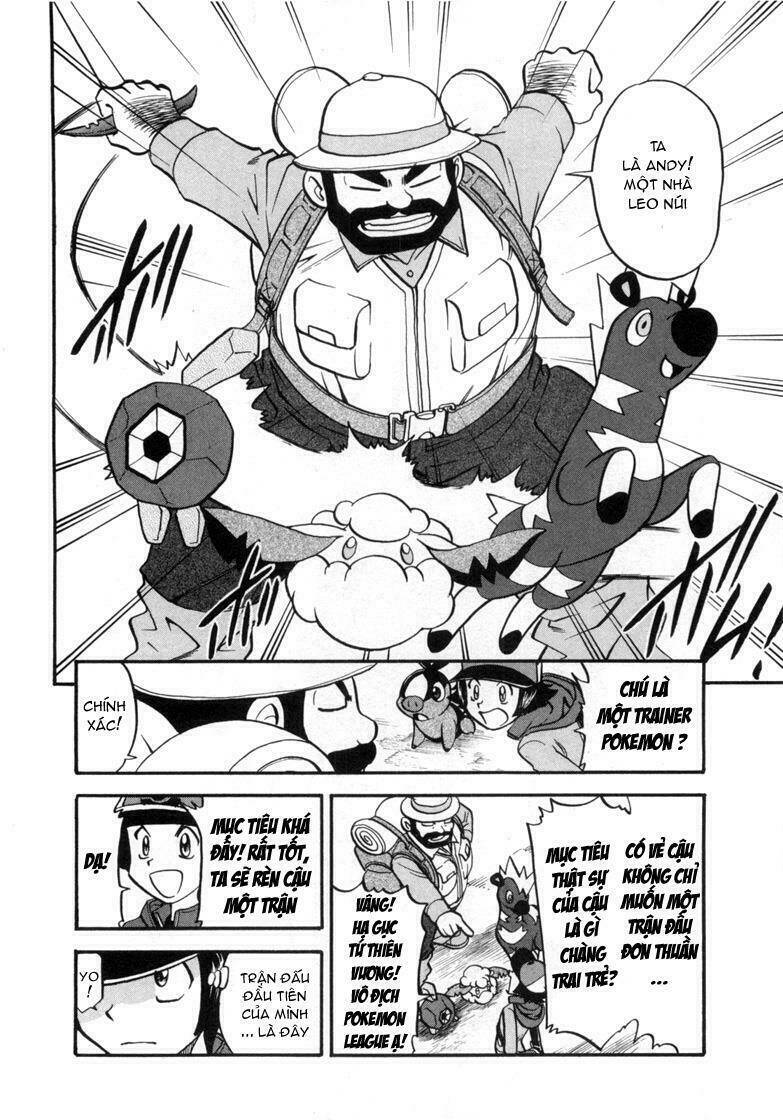 TA
LÀ ANDY!
MỘT NHÀ
LEO NÚI
CHÚ LÀ
MỘT TRAINER
POKEMON ?
CHÍNH
XÁC!
CÓ VẺ CẬU
KHÔNG CHỈ
MUỐN MỘT
TRẬN ĐẤU
ĐƠN THUẦN
...
MỤC TIÊU
THẬT SỰ
CỦA CẬU
LÀ GÌ
CHÀNG
TRAI TRẺ?
VÂNG!
HẠ GỤC
TỨ THIÊN
VƯƠNG!
VÔ ĐỊCH
POKEMON
LEAGUE Ạ!
MỤC TIÊU KHÁ
ĐẤY! RẤT TỐT,
TA SẼ RÈN CẬU
MỘT TRẬN
DẠ!
TRẬN ĐẤU
ĐẦU TIÊN
CỦA MÌNH
... LÀ ĐÂY
YO
!